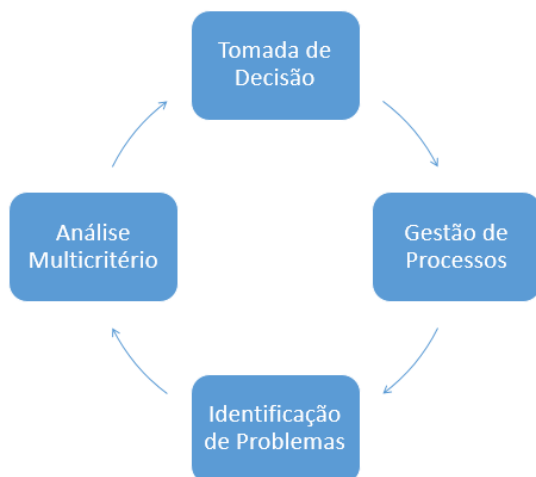 Tomada de
Decisão
Análise
Multicritério
Gestão de
Processos
Identificação
de Problemas